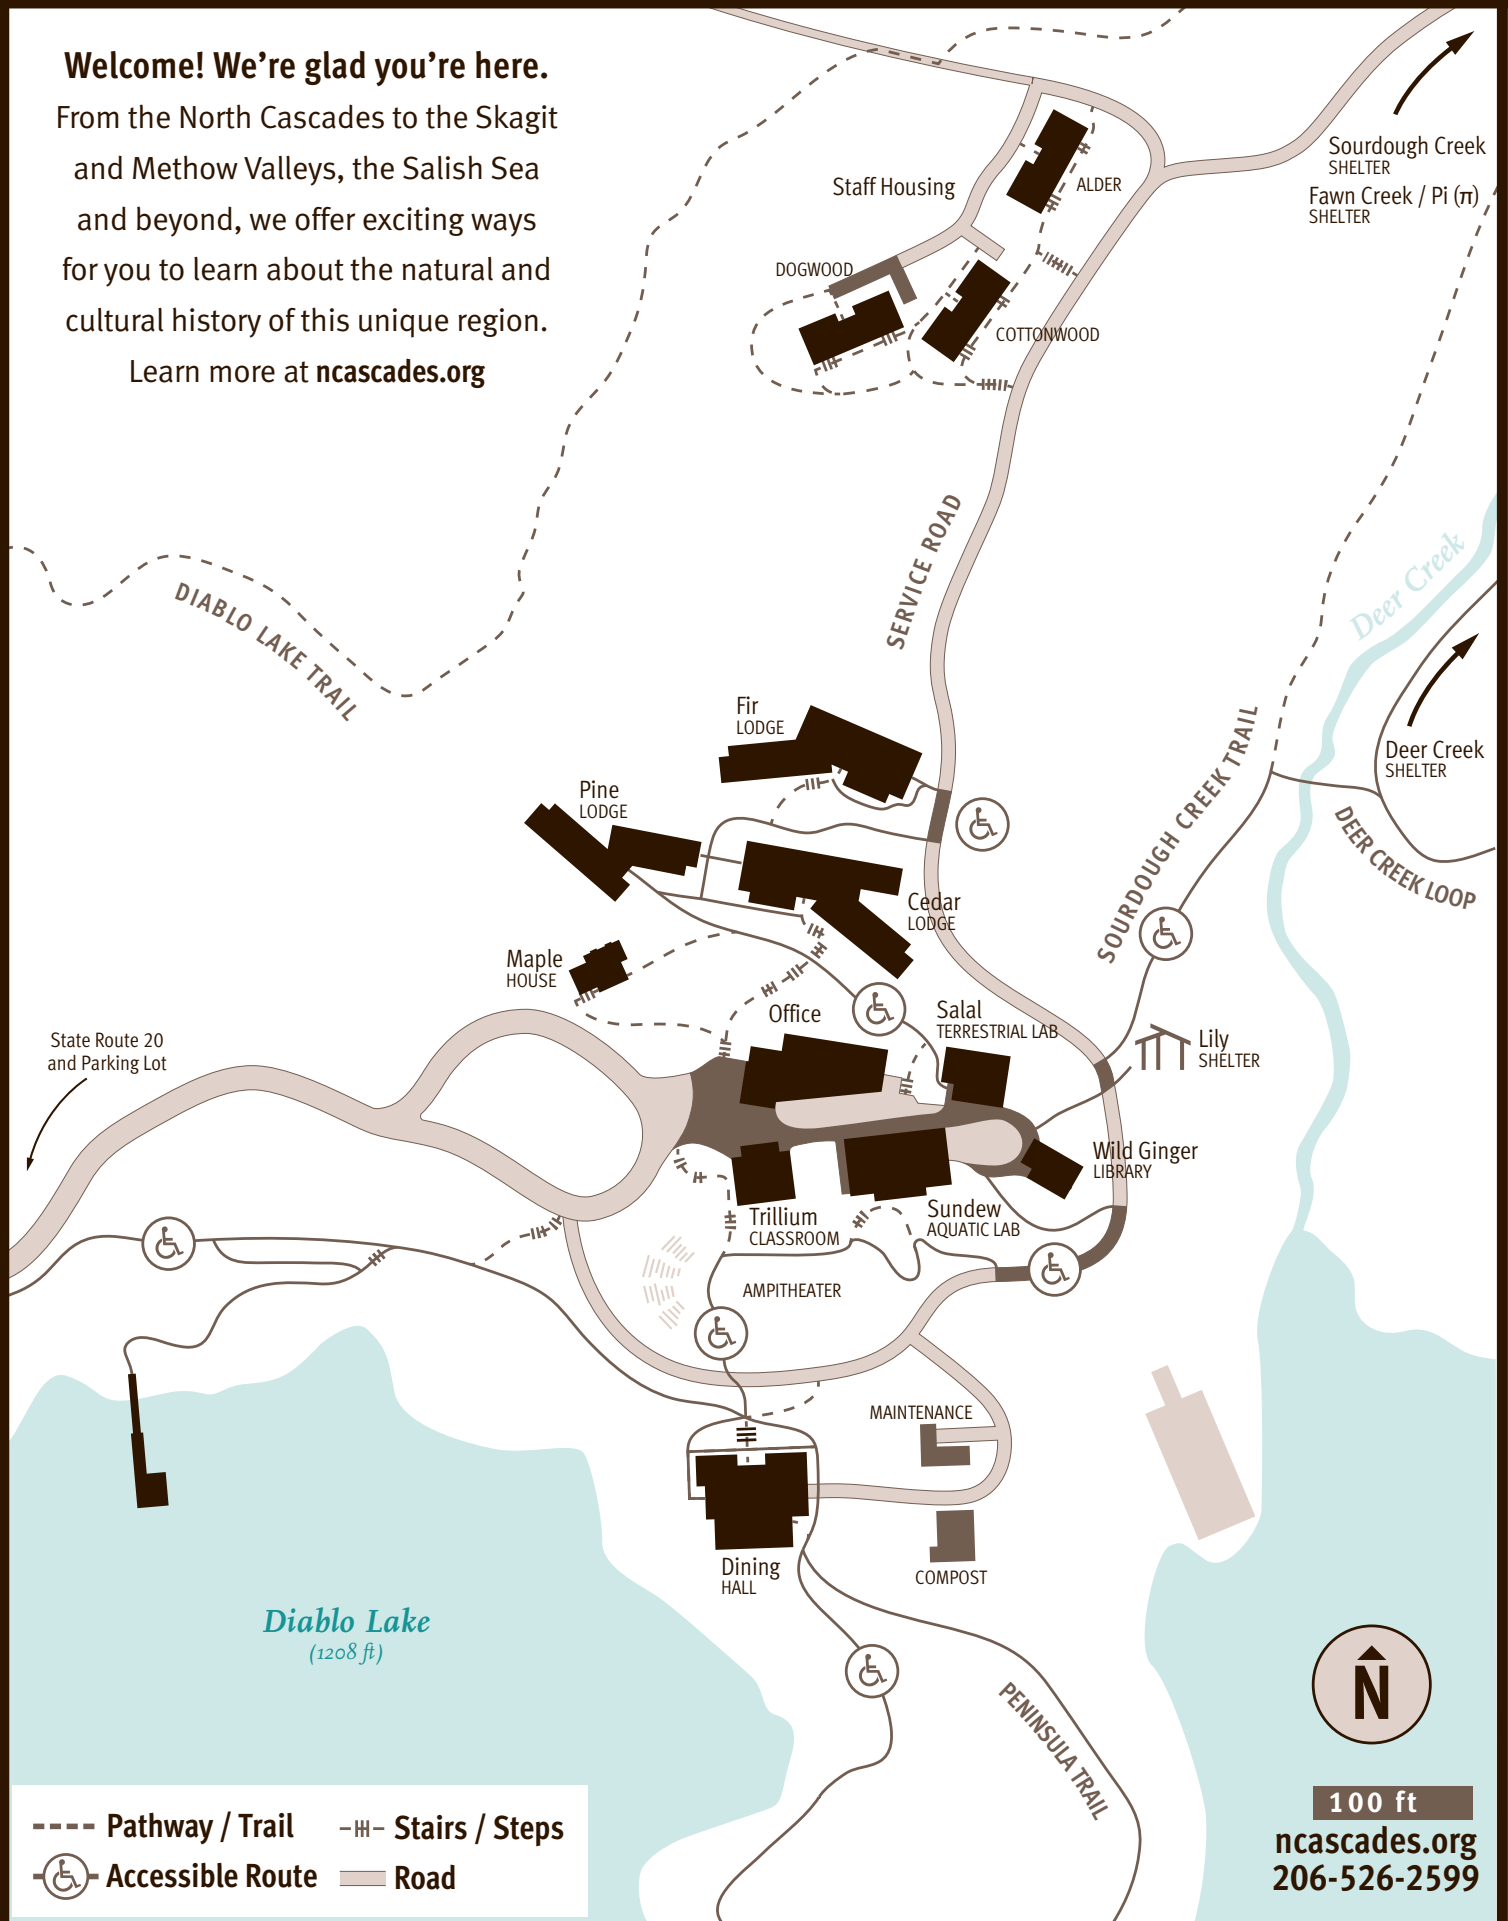 Welcome! We're glad you're here.
From the North Cascades to the Skagit
and Methow Valleys, the Salish Sea
and beyond, we offer exciting ways
for you to learn about the natural and
cultural history of this unique region.
Learn more at ncascades.org
Sourdough Creek
SHELTER
Fawn Creek / Pi (π)
SHELTER
Staff Housing
ALDER
DOGWOOD
COTTONWOOD
SERVICE ROAD
DIABLO LAKE TRAIL
Deer Creek
Fir
LODGE
Pine
LODGE
Deer Creek
SHELTER
SOURDOUGH CREEK TRAIL
DEER CREEK LOOP
Cedar
LODGE
Maple
HOUSE
Office
Salal
TERRESTRIAL LAB
Lily
SHELTER
State Route 20
and Parking Lot
Wild Ginger
LIBRARY
Trillium
CLASSROOM
Sundew
AQUATIC LAB
AMPITHEATER
MAINTENANCE
Dining
HALL
COMPOST
Diablo Lake
(1208 ft)
PENINSULA TRAIL
N
100 ft
ncascades.org
206-526-2599
Pathway / Trail
Stairs / Steps
Accessible Route
Road